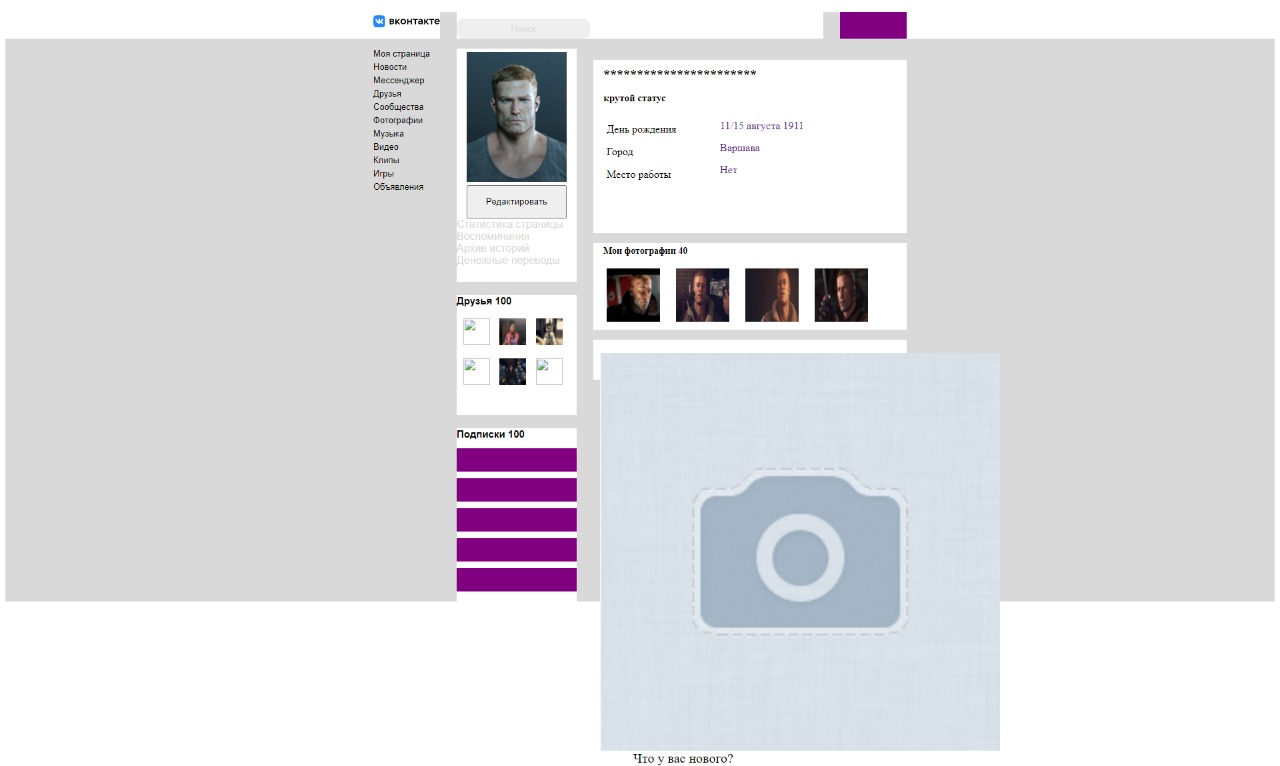 вконтакте
Поиск
Моя страница
Новости
Мессенджер
Друзья
Сообщества
Фотографии
Музыка
Видео
Клипы
Игры
Объявления
Редактировать
Статистика страницы
Воспоминания
Архив историй
Денежные переводы
Друзья 100
Подписки 100
***********************
крутой статус
День рождения 11/15 августа 1911
Город Варшава
Место работы Нет
Мои фотографии 40
Что у вас нового?